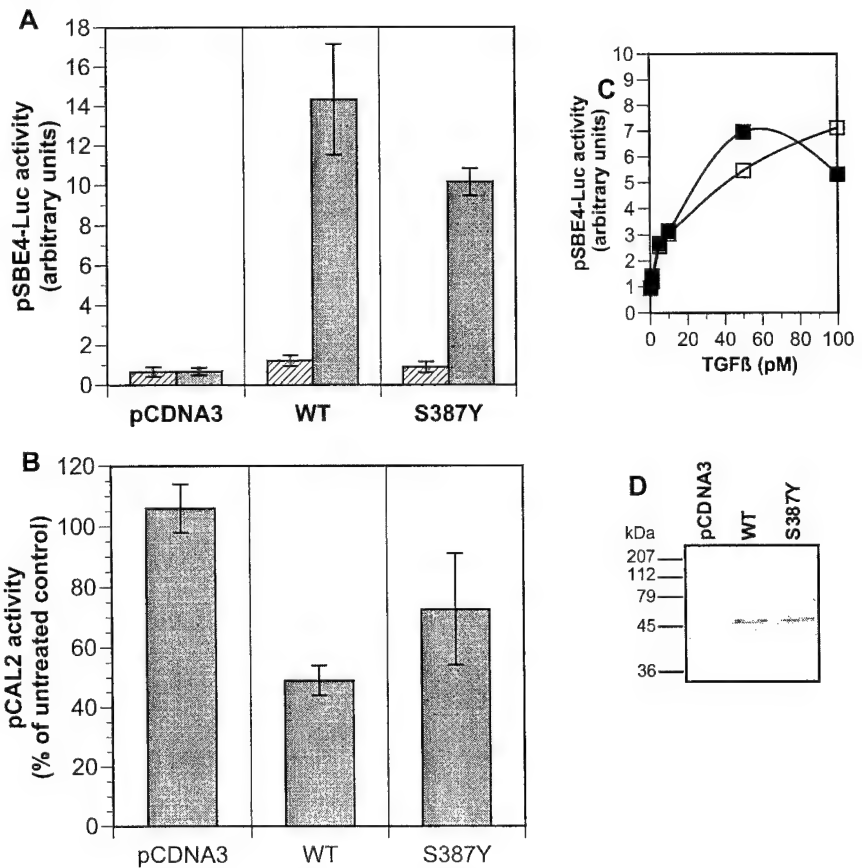 A
pSBE4-Luc activity
(arbitrary units)
18
16
14
12
10
8
6
4
2
0
pCDNA3
WT
S387Y
B
pCAL2 activity
(% of untreated control)
120
100
80
60
40
20
0
pCDNA3
WT
S387Y
C
pSBE4-Luc activity
(arbitrary units)
10
9
8
7
6
5
4
3
2
1
0
0 20 40 60 80 100
TGFß (pM)
D
pCDNA3
WT
S387Y
kDa
207
112
79
45
36